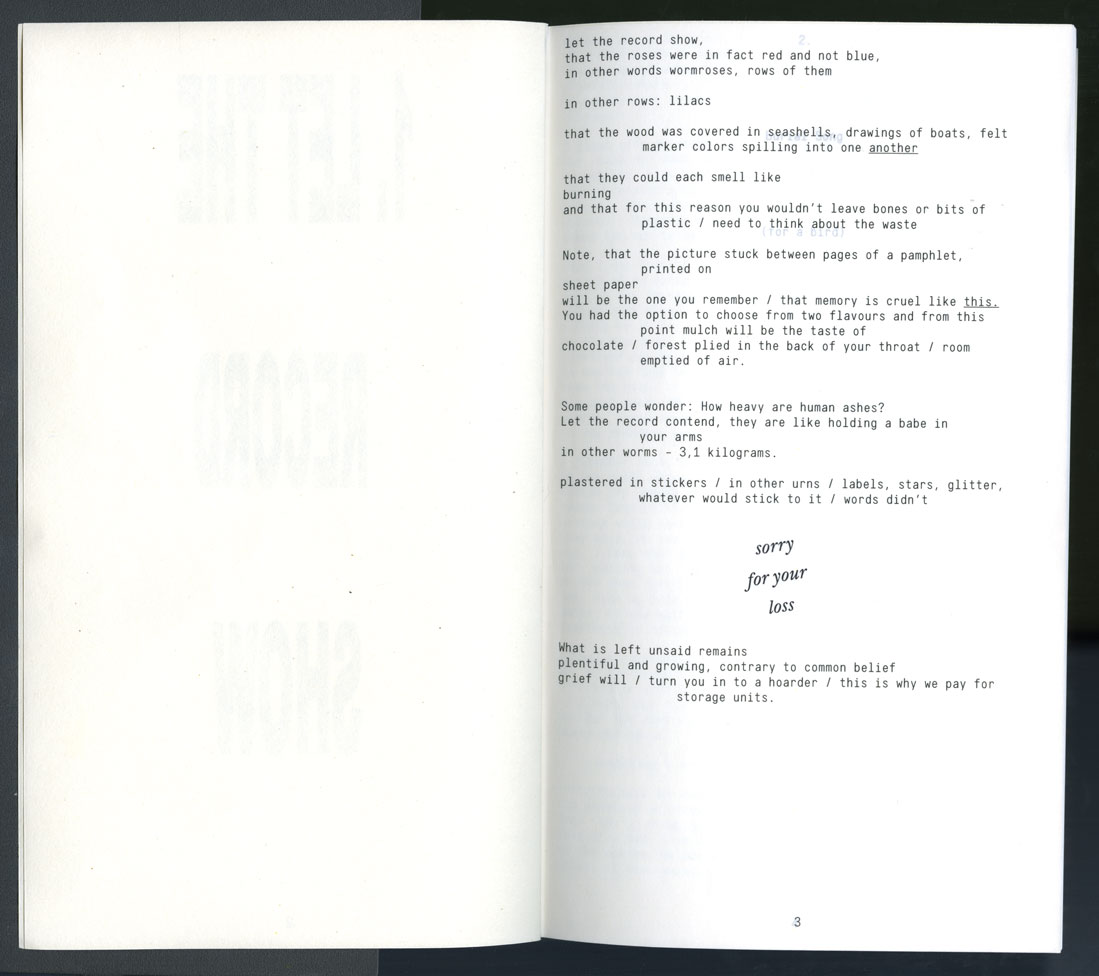 1. LET THE
RECORD
SHOW
let the record show,
that the roses were in fact red and not blue,
in other words wormroses, rows of them
in other rows: lilacs
that the wood was covered in seashells, drawings of boats, felt
marker colors spilling into one another
that they could each smell like
burning
and that for this reason you wouldn't leave bones or bits of
plastic / need to think about the waste
Note, that the picture stuck between pages of a pamphlet,
printed on
sheet paper
will be the one you remember / that memory is cruel like this.
You had the option to choose from two flavours and from this
point mulch will be the taste of
chocolate / forest plied in the back of your throat / room
emptied of air.
Some people wonder: How heavy are human ashes?
Let the record contend, they are like holding a babe in
your arms
in other worms – 3,1 kilograms.
plastered in stickers / in other urns / labels, stars, glitter,
whatever would stick to it / words didn't
sorry
for your
loss
What is left unsaid remains
plentiful and growing, contrary to common belief
grief will / turn you in to a hoarder / this is why we pay for
storage units.
3
2.
(for a bird)